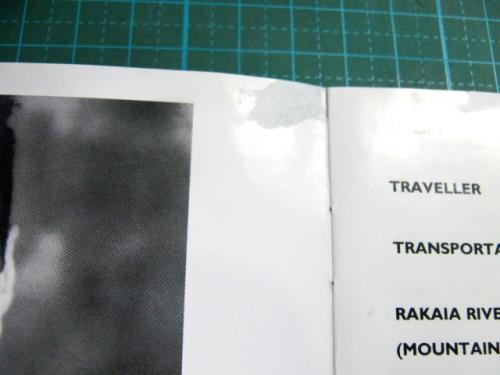 TRAVELLER
TRANSPORTA
RAKAIA RIVE
(MOUNTAIN